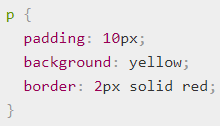 p {
  padding: 10px;
  background: yellow;
  border: 2px solid red;
}